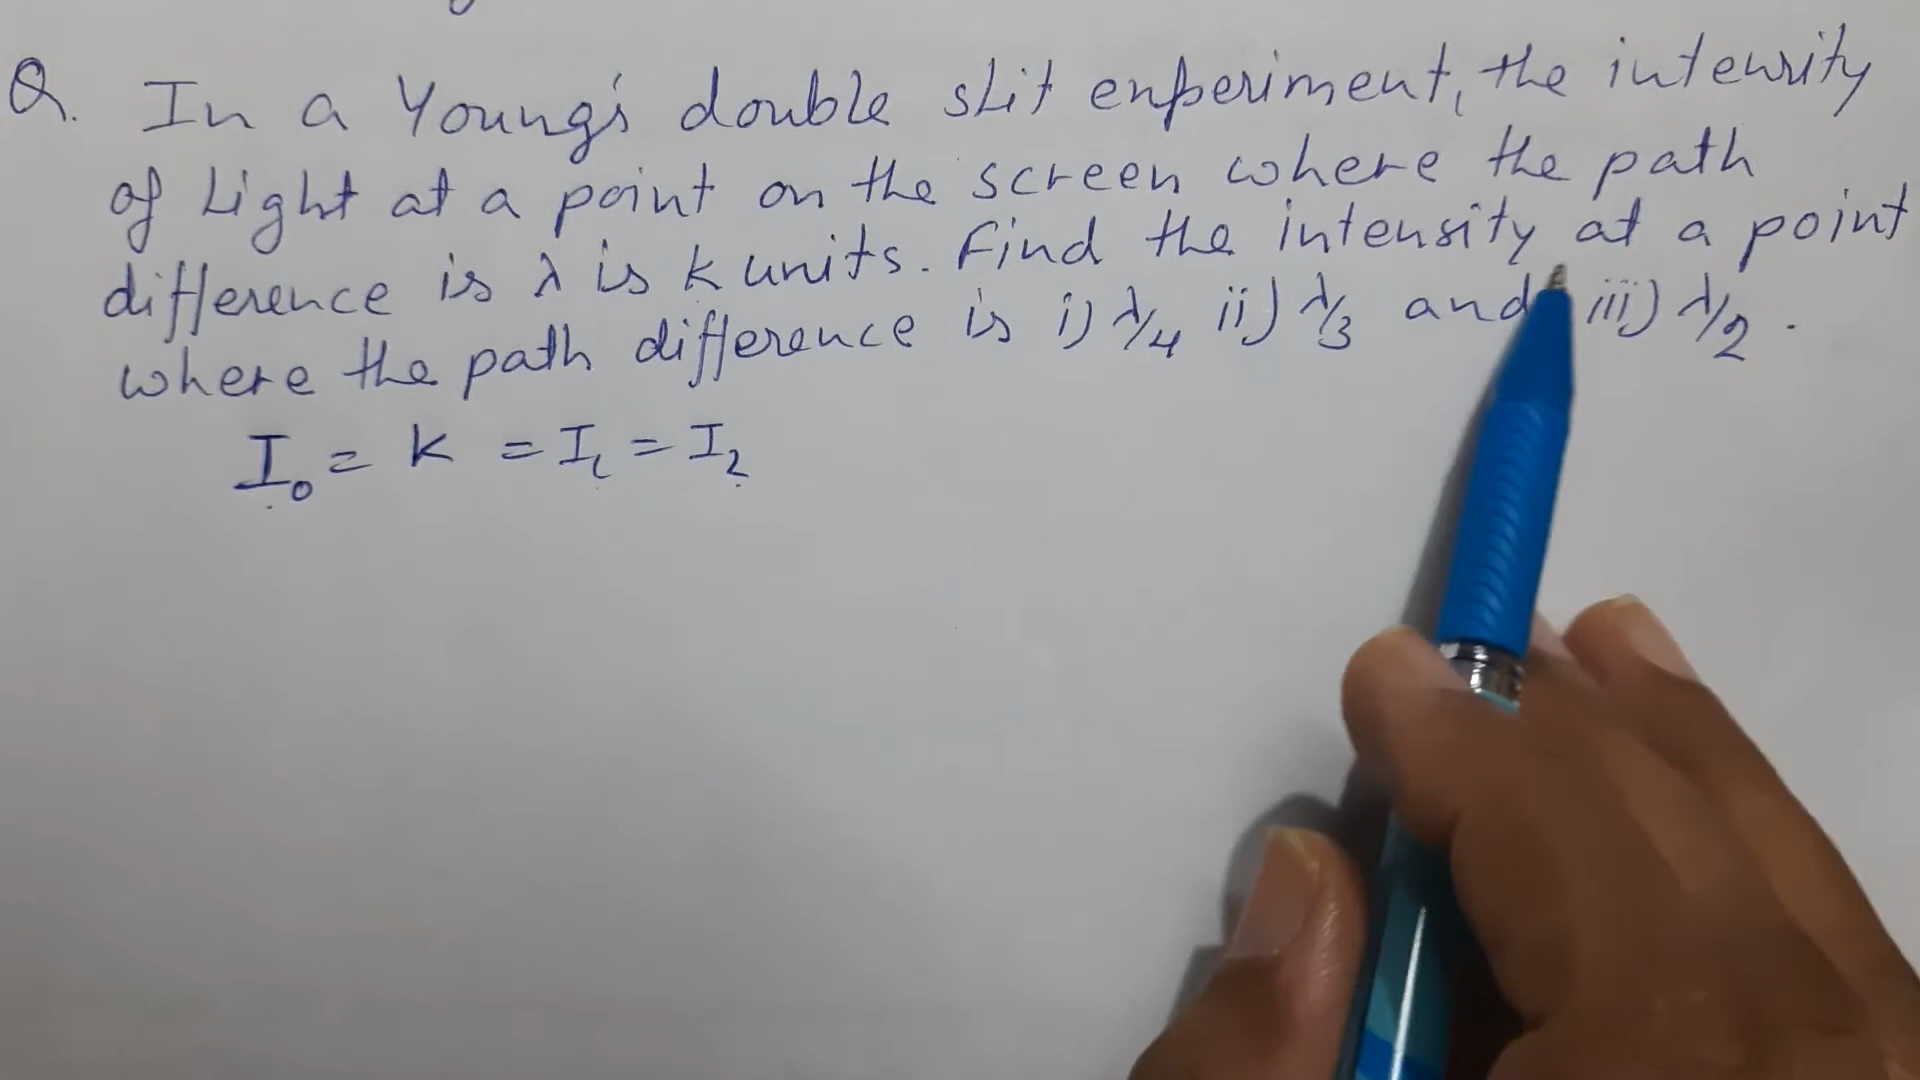 Q. In a Young's double slit experiment, the intensity
of Light at a point on the screen where the path
difference is λ is k units. Find the intensity at a point
where the path difference is i) λ/4 ii) λ/3 and iii) λ/2.
I₀ = K = I₁ = I₂